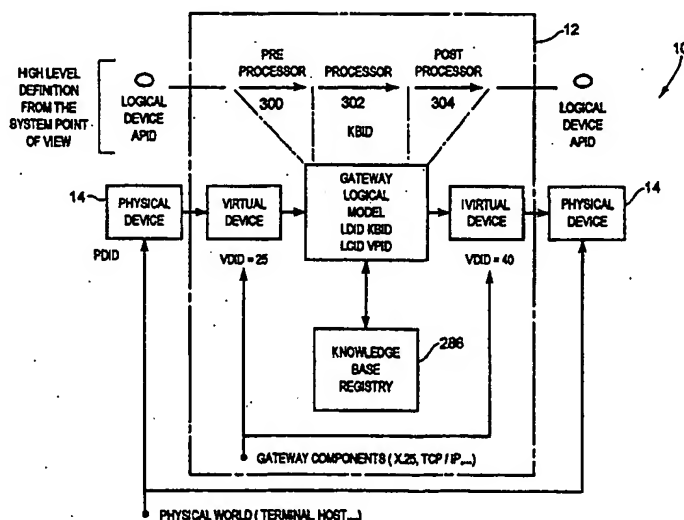 12
10
HIGH LEVEL
DEFINITION
FROM THE
SYSTEM POINT
OF VIEW
LOGICAL
DEVICE
APID
PRE
PROCESSOR
300
PROCESSOR
302
POST
PROCESSOR
304
KBID
LOGICAL
DEVICE
APID
14
PHYSICAL
DEVICE
PDID
VIRTUAL
DEVICE
VDID = 25
GATEWAY
LOGICAL
MODEL
LDID KBID
LCID VPID
IVIRTUAL
DEVICE
VDID = 40
PHYSICAL
DEVICE
14
KNOWLEDGE
BASE
REGISTRY
286
GATEWAY COMPONENTS ( X.25, TCP / IP,...)
PHYSICAL WORLD ( TERMINAL HOST,...)